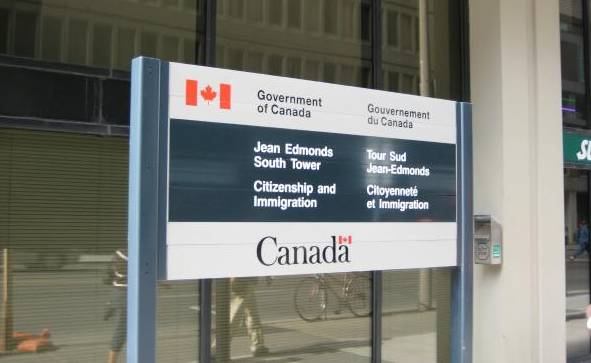 Government
of Canada
Gouvernement
du Canada
Jean Edmonds
South Tower
Tour Sud
Jean-Edmonds
Citizenship and
Immigration
Citoyenneté
et Immigration
Canada